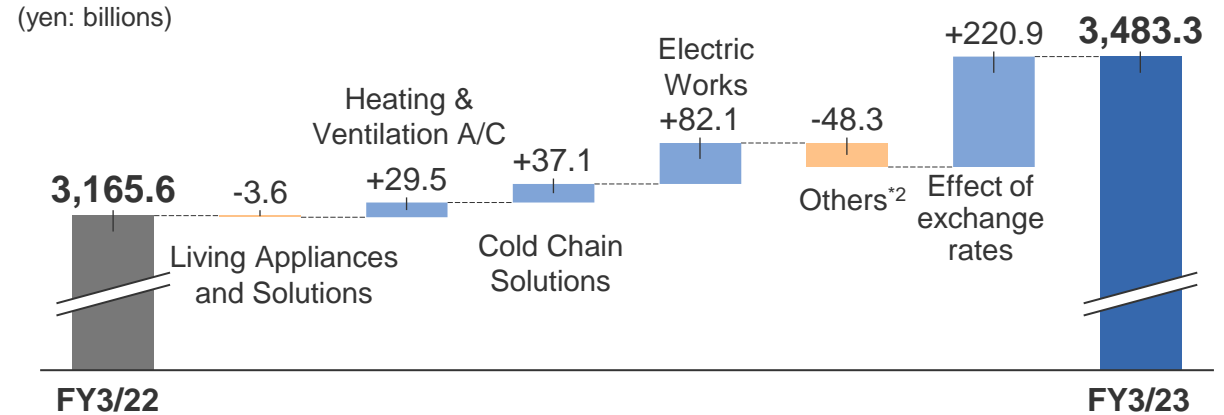 (yen: billions)
3,165.6
-3.6
Living Appliances
and Solutions
Heating &
Ventilation A/C
+29.5
+37.1
Cold Chain
Solutions
Electric
Works
+82.1
-48.3
Others*2
+220.9
Effect of
exchange
rates
3,483.3
FY3/22
FY3/23